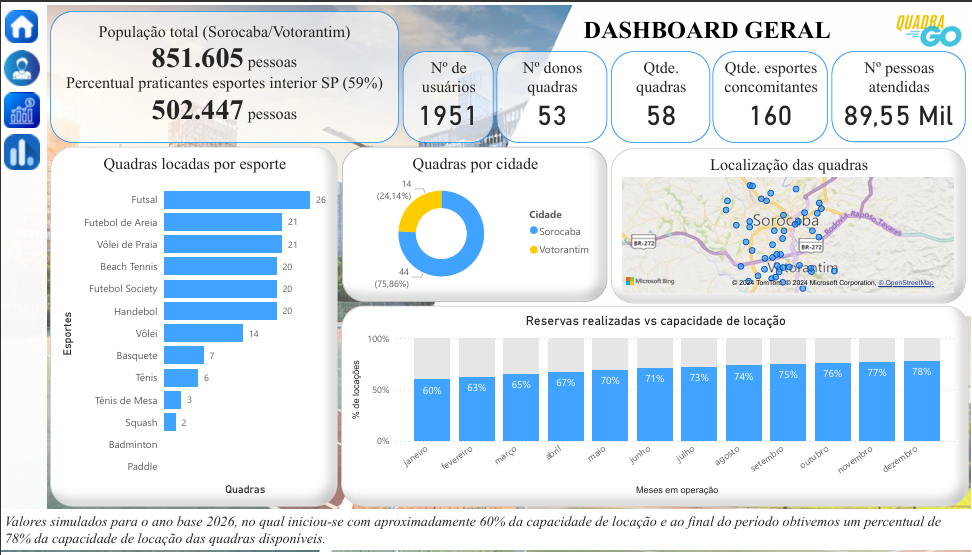 População total (Sorocaba/Votorantim)
851.605 pessoas
Percentual praticantes esportes interior SP (59%)
502.447 pessoas
DASHBOARD GERAL
QUADRA
GO
Nº de
usuários
1951
Nº donos
quadras
53
Qtde.
quadras
58
Qtde. esportes
concomitantes
160
Nº pessoas
atendidas
89,55 Mil
Quadras locadas por esporte
Esportes
Futsal 26
Futebol de Areia 21
Vôlei de Praia 21
Beach Tennis 20
Futebol Society 20
Handebol 20
Vôlei 14
Basquete 7
Tênis 6
Tênis de Mesa 3
Squash 2
Badminton
Paddle
Quadras
Quadras por cidade
14
(24,14%)
44
(75,86%)
Cidade
Sorocaba
Votorantim
Localização das quadras
Sorocaba
Rodovia Raposo Tavares
BR-272
BR-272
Votorantim
Microsoft Bing
© 2024 TomTom, © 2024 Microsoft Corporation, © OpenStreetMap
Reservas realizadas vs capacidade de locação
% de locações
100%
50%
0%
60% 63% 65% 67% 70% 71% 73% 74% 75% 76% 77% 78%
janeiro fevereiro março abril maio junho julho agosto setembro outubro novembro dezembro
Meses em operação
Valores simulados para o ano base 2026, no qual iniciou-se com aproximadamente 60% da capacidade de locação e ao final do período obtivemos um percentual de
78% da capacidade de locação das quadras disponíveis.